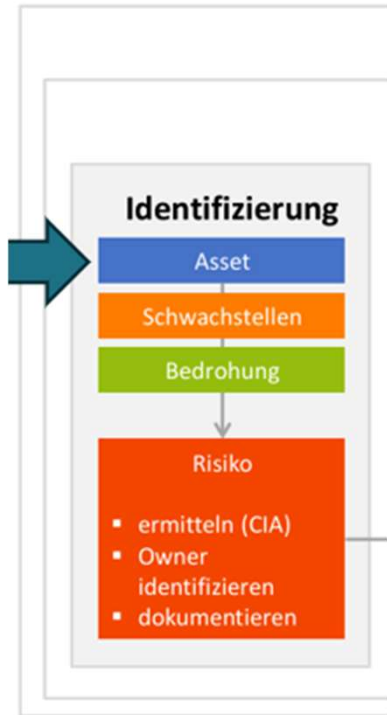 Identifizierung
Asset
Schwachstellen
Bedrohung
Risiko
▪ ermitteln (CIA)
▪ Owner
identifizieren
▪ dokumentieren